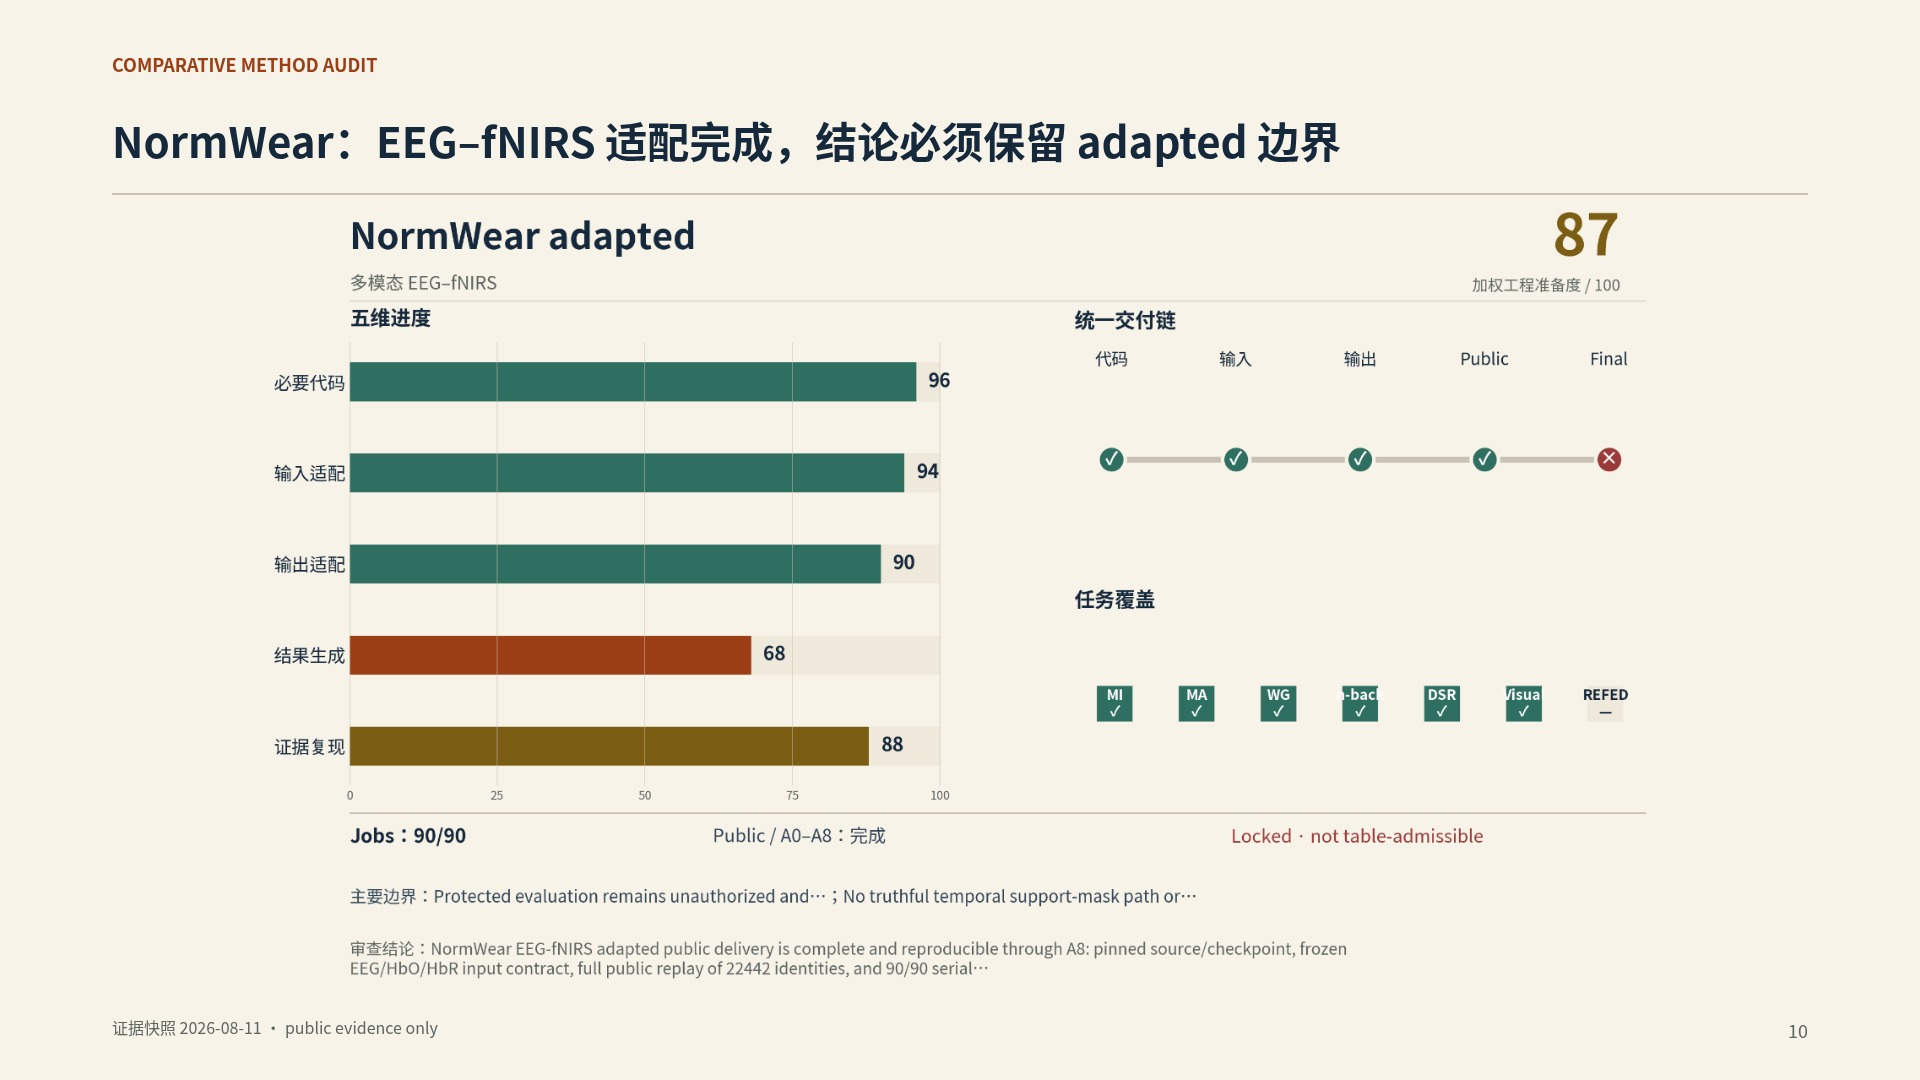 COMPARATIVE METHOD AUDIT
NormWear：EEG–fNIRS 适配完成，结论必须保留 adapted 边界
NormWear adapted
87
多模态 EEG–fNIRS
加权工程准备度 / 100
五维进度
统一交付链
代码 输入 输出 Public Final
必要代码 96
✓ ✓ ✓ ✓ ✕
输入适配 94
输出适配 90
任务覆盖
结果生成 68
MI MA WG n-back DSR Visual REFED
✓ ✓ ✓ ✓ ✓ ✓ —
证据复现 88
0 25 50 75 100
Jobs：90/90
Public / A0–A8：完成
Locked · not table-admissible
主要边界：Protected evaluation remains unauthorized and…；No truthful temporal support-mask path or…
审查结论：NormWear EEG-fNIRS adapted public delivery is complete and reproducible through A8: pinned source/checkpoint, frozen
EEG/HbO/HbR input contract, full public replay of 22442 identities, and 90/90 serial…
证据快照 2026-08-11 · public evidence only
10